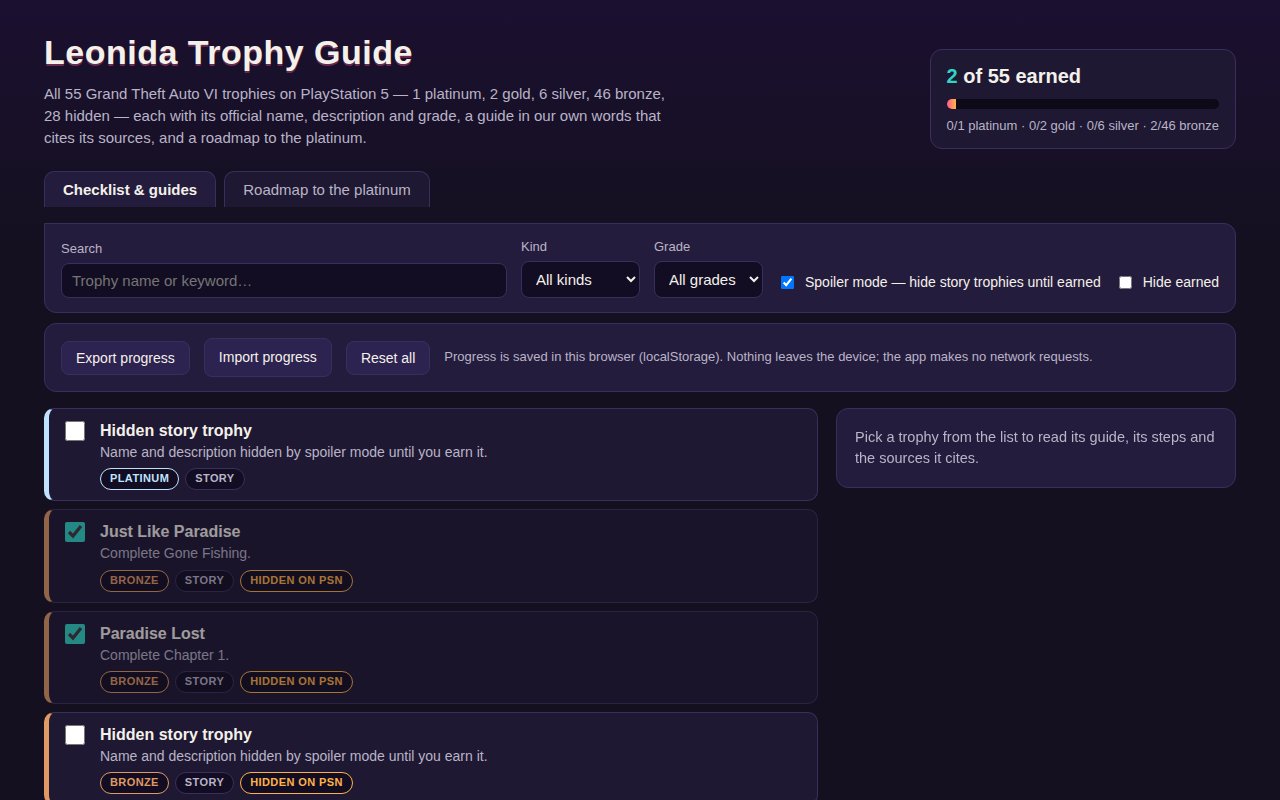 Leonida Trophy Guide
All 55 Grand Theft Auto VI trophies on PlayStation 5 — 1 platinum, 2 gold, 6 silver, 46 bronze,
28 hidden — each with its official name, description and grade, a guide in our own words that
cites its sources, and a roadmap to the platinum.
2 of 55 earned
0/1 platinum · 0/2 gold · 0/6 silver · 2/46 bronze
Checklist & guides
Roadmap to the platinum
Search
Trophy name or keyword…
Kind
All kinds
Grade
All grades
Spoiler mode — hide story trophies until earned
Hide earned
Export progress
Import progress
Reset all
Progress is saved in this browser (localStorage). Nothing leaves the device; the app makes no network requests.
Hidden story trophy
Name and description hidden by spoiler mode until you earn it.
PLATINUM
STORY
Just Like Paradise
Complete Gone Fishing.
BRONZE
STORY
HIDDEN ON PSN
Paradise Lost
Complete Chapter 1.
BRONZE
STORY
HIDDEN ON PSN
Hidden story trophy
Name and description hidden by spoiler mode until you earn it.
BRONZE
STORY
HIDDEN ON PSN
Pick a trophy from the list to read its guide, its steps and
the sources it cites.